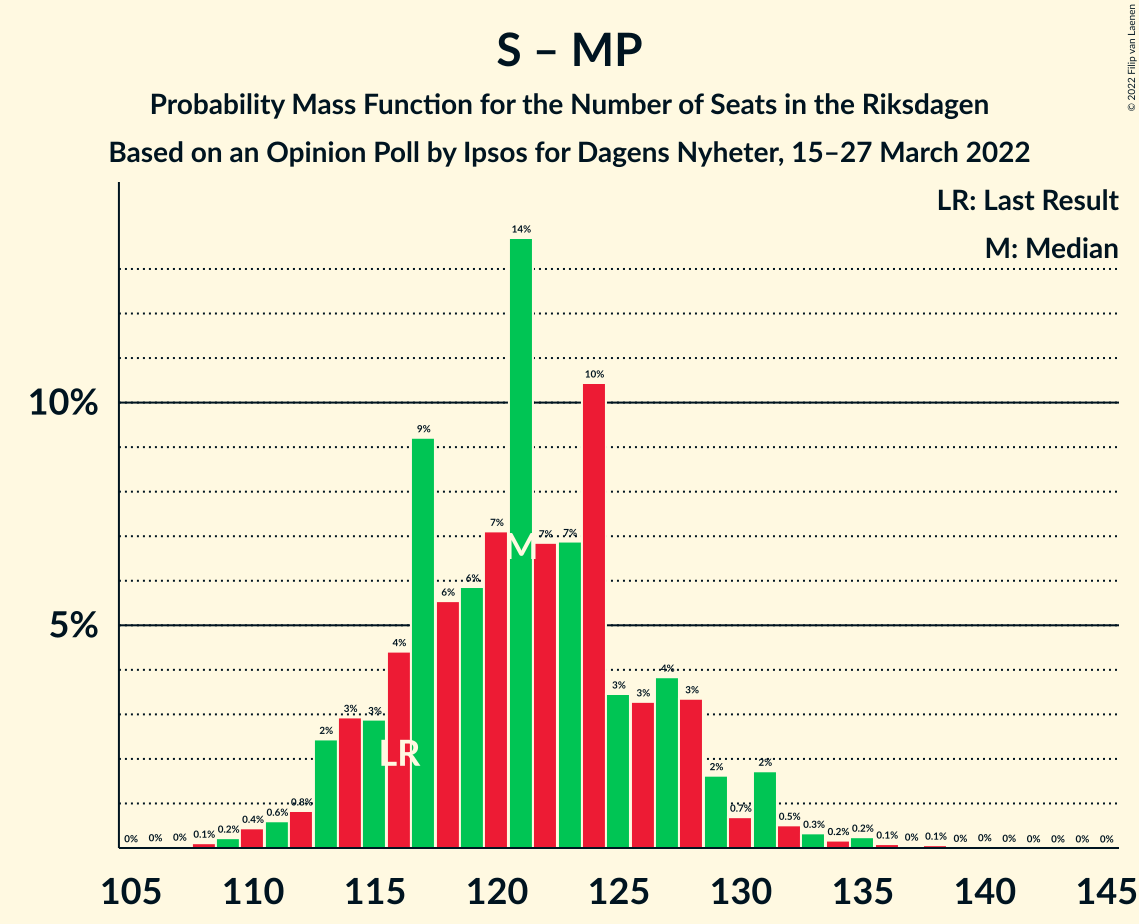 S – MP
Probability Mass Function for the Number of Seats in the Riksdagen
Based on an Opinion Poll by Ipsos for Dagens Nyheter, 15–27 March 2022
© 2022 Filip van Laenen
LR: Last Result
M: Median
10%
5%
0% 0% 0% 0.1% 0.2% 0.4% 0.6% 0.8% 2% 3% 3% 4% 9% 6% 6% 7% 14% 7% 7% 10% 3% 3% 4% 3% 2% 0.7% 2% 0.5% 0.3% 0.2% 0.2% 0.1% 0% 0.1% 0% 0% 0% 0% 0% 0% 0%
M
LR
105 110 115 120 125 130 135 140 145